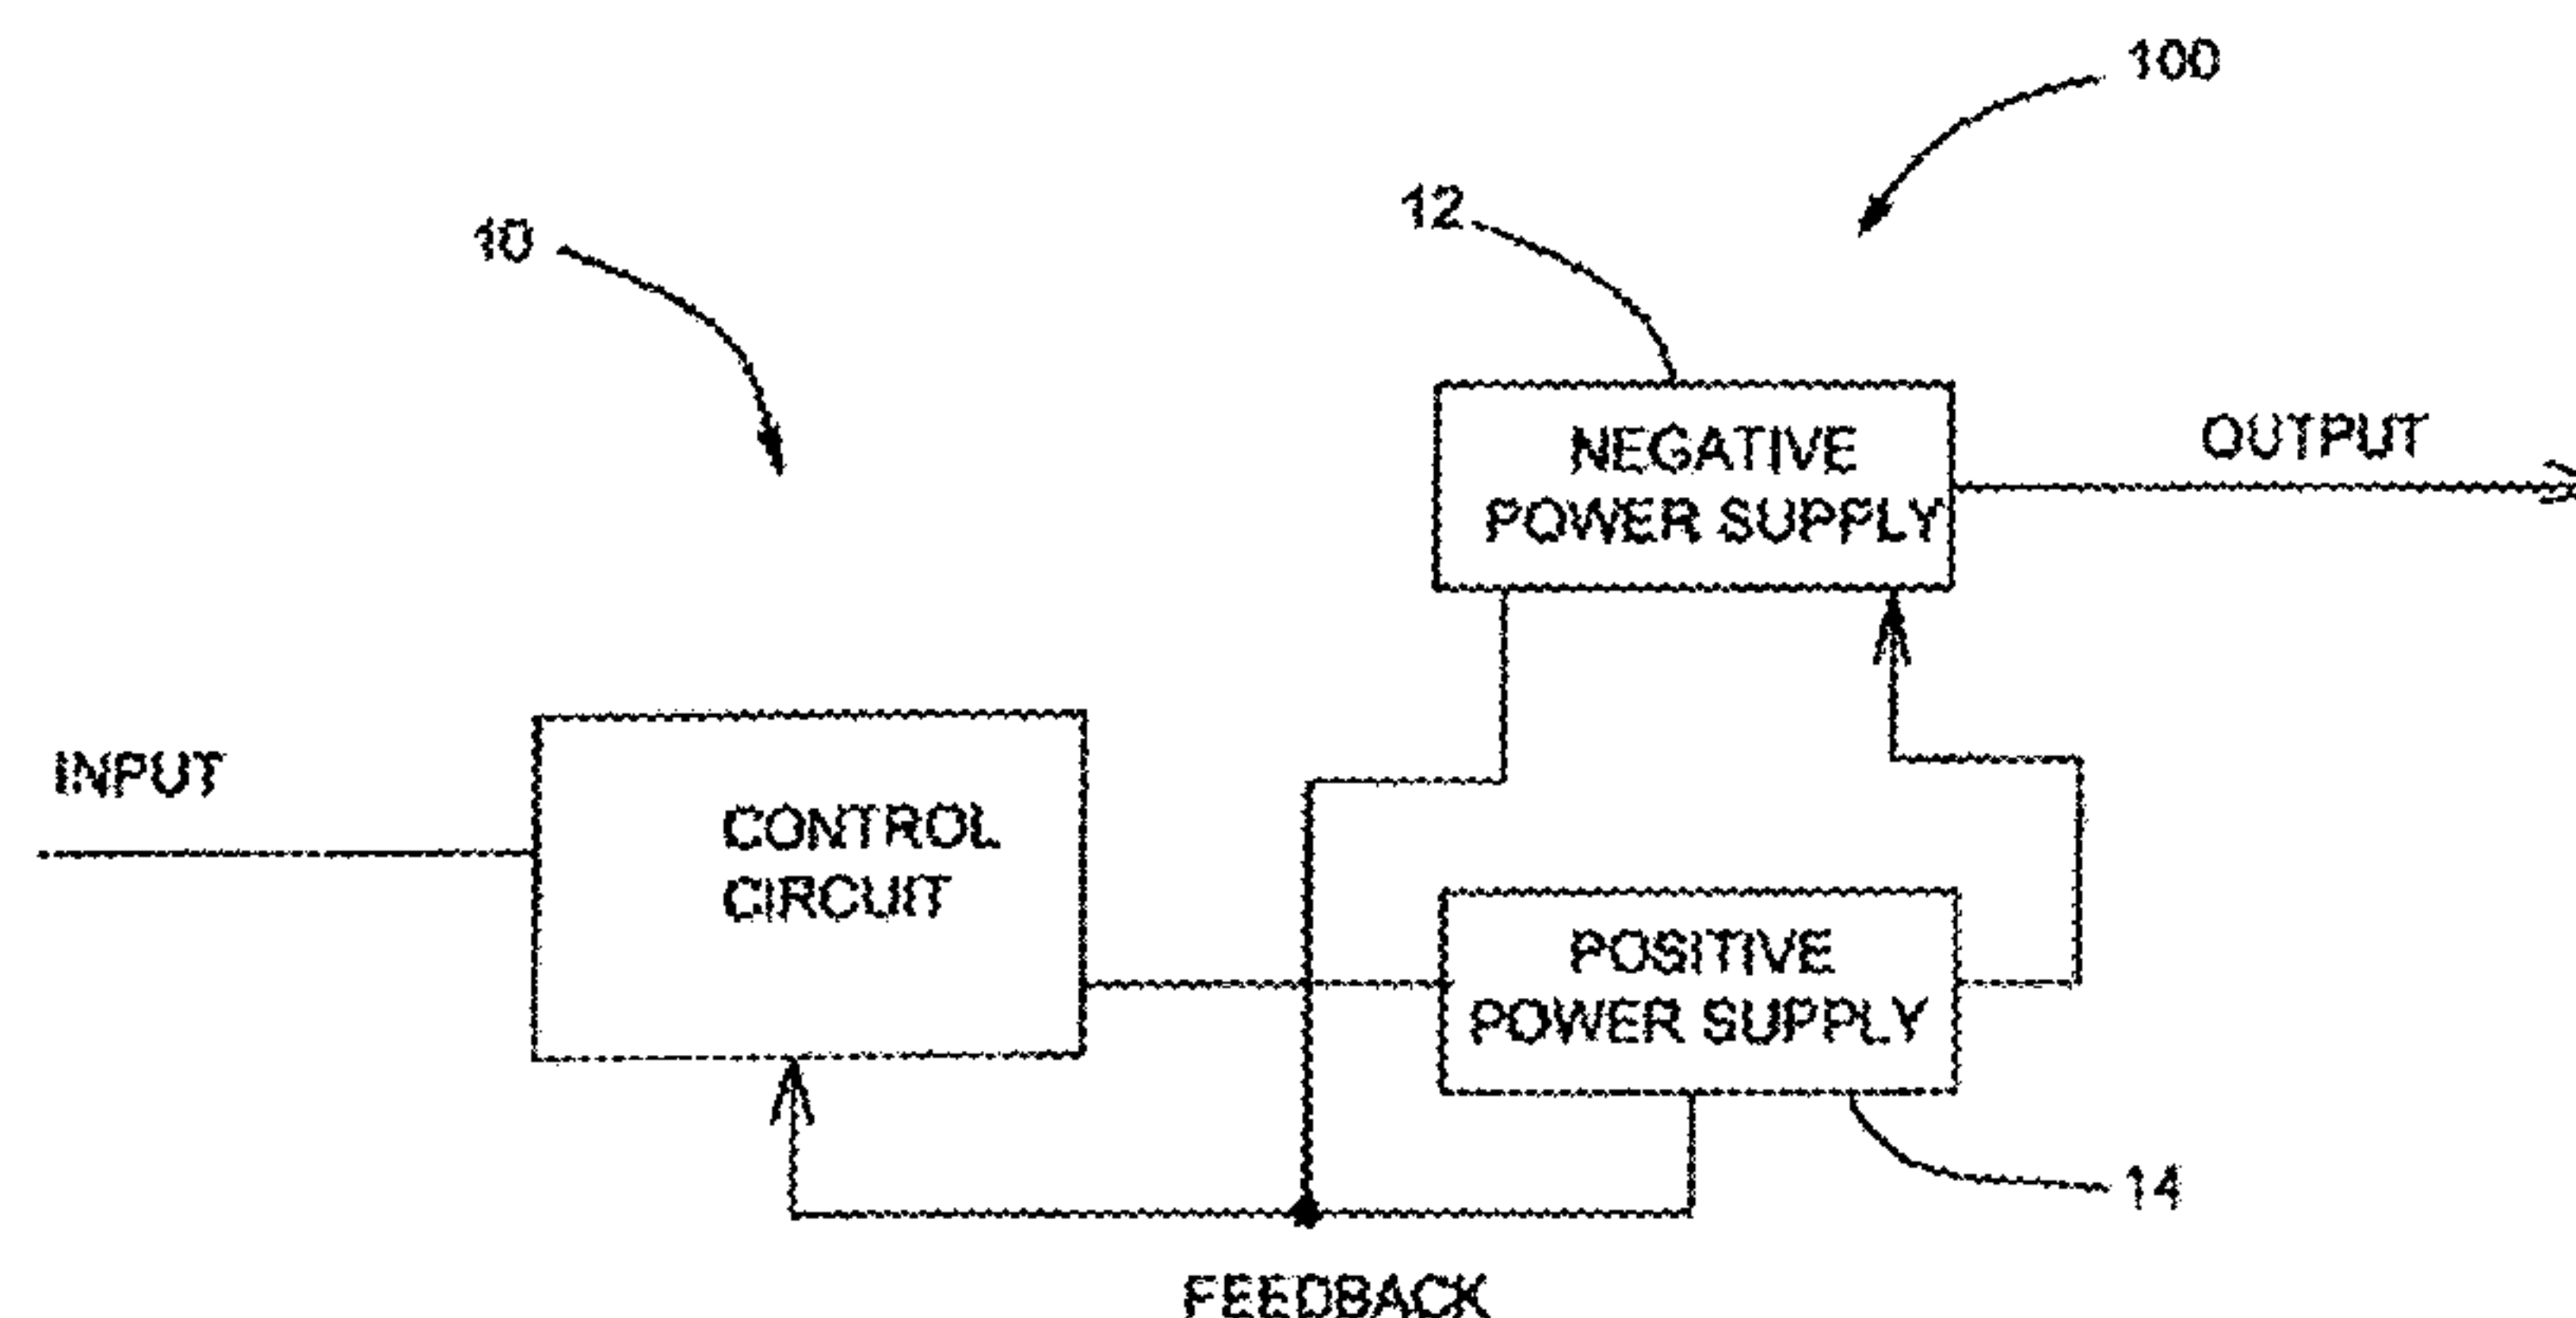 100
12
10
NEGATIVE
POWER SUPPLY
OUTPUT
INPUT
CONTROL
CIRCUIT
POSITIVE
POWER SUPPLY
14
FEEDBACK